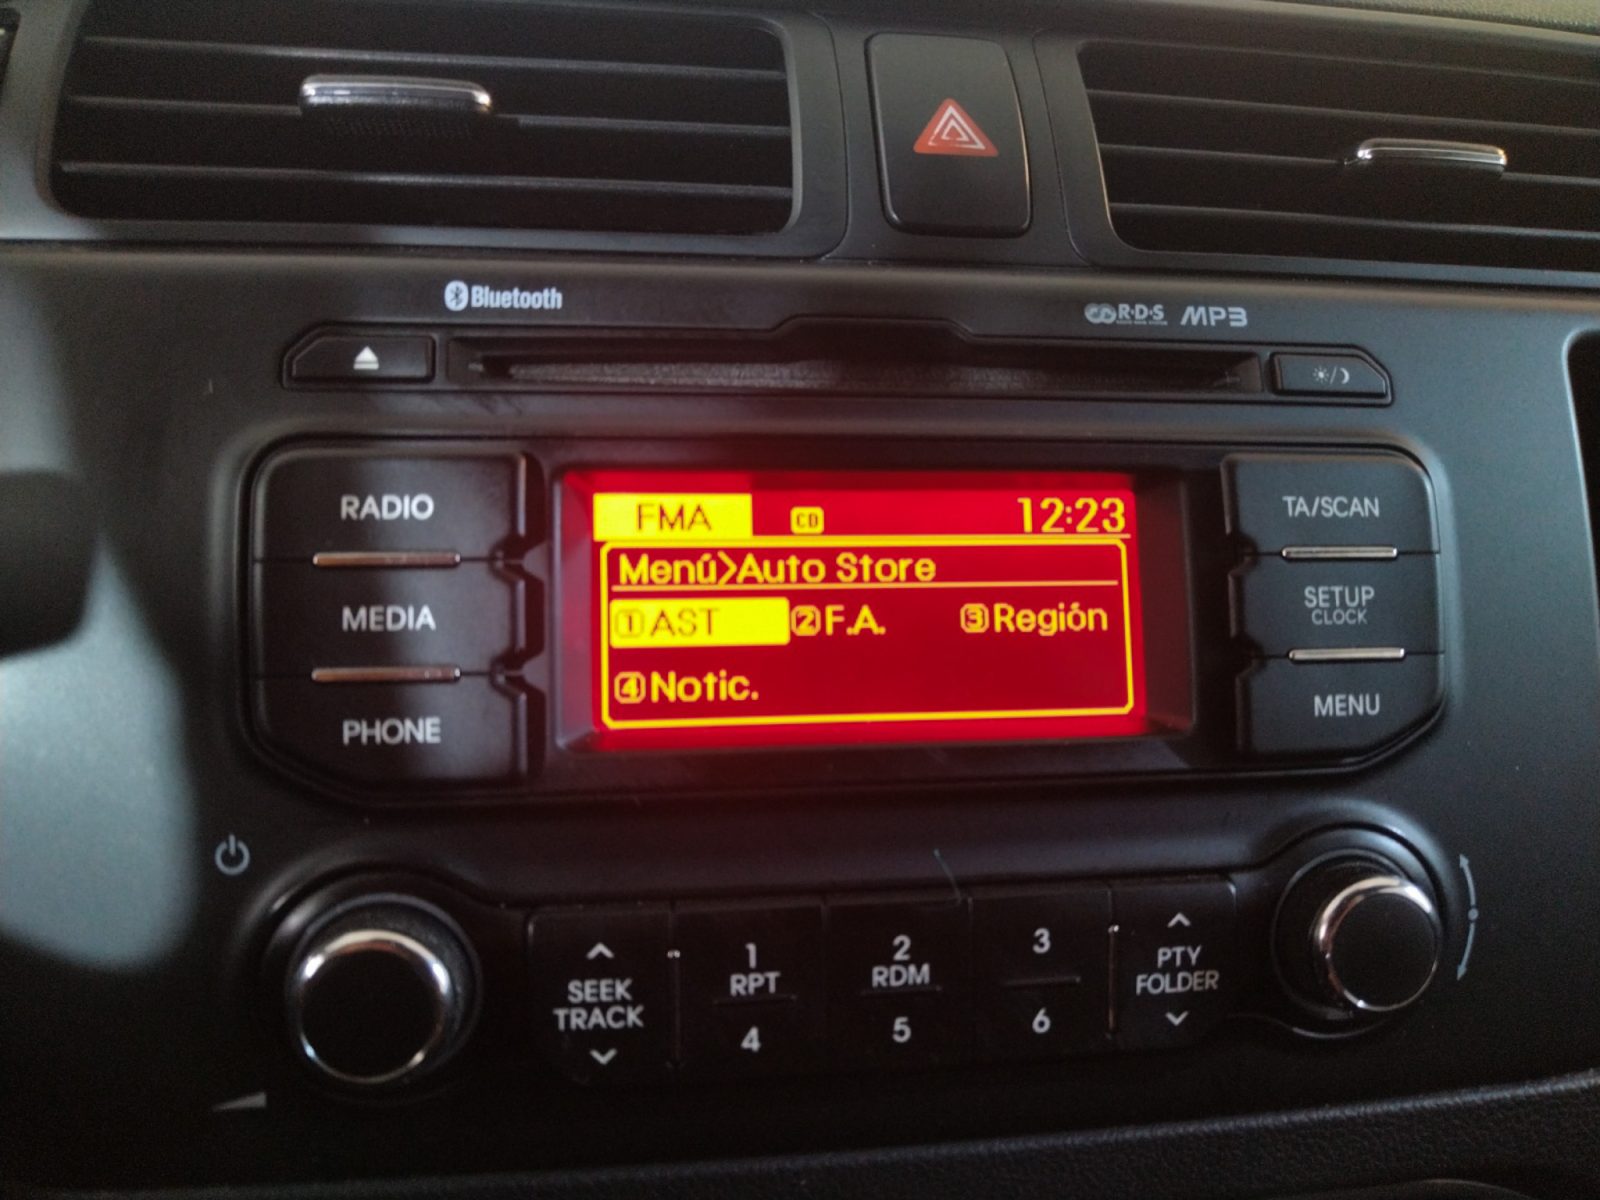 Bluetooth
R·D·S MP3
RADIO
MEDIA
PHONE
FMA CD 12:23
Menú>Auto Store
1 AST 2 F.A. 3 Región
4 Notic.
TA/SCAN
SETUP
CLOCK
MENU
SEEK
TRACK
1
RPT
4
2
RDM
5
3
6
PTY
FOLDER